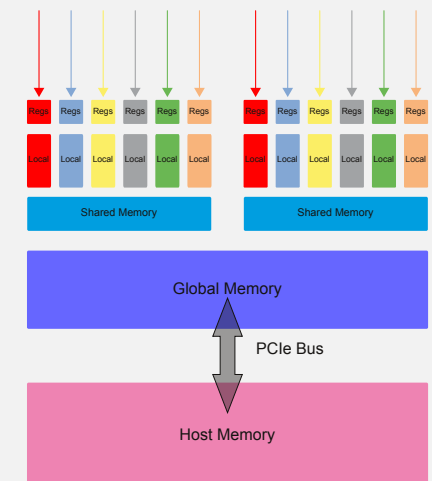 Regs Regs Regs Regs Regs Regs Regs Regs Regs Regs Regs Regs
Local Local Local Local Local Local Local Local Local Local Local Local
Shared Memory Shared Memory
Global Memory
PCIe Bus
Host Memory